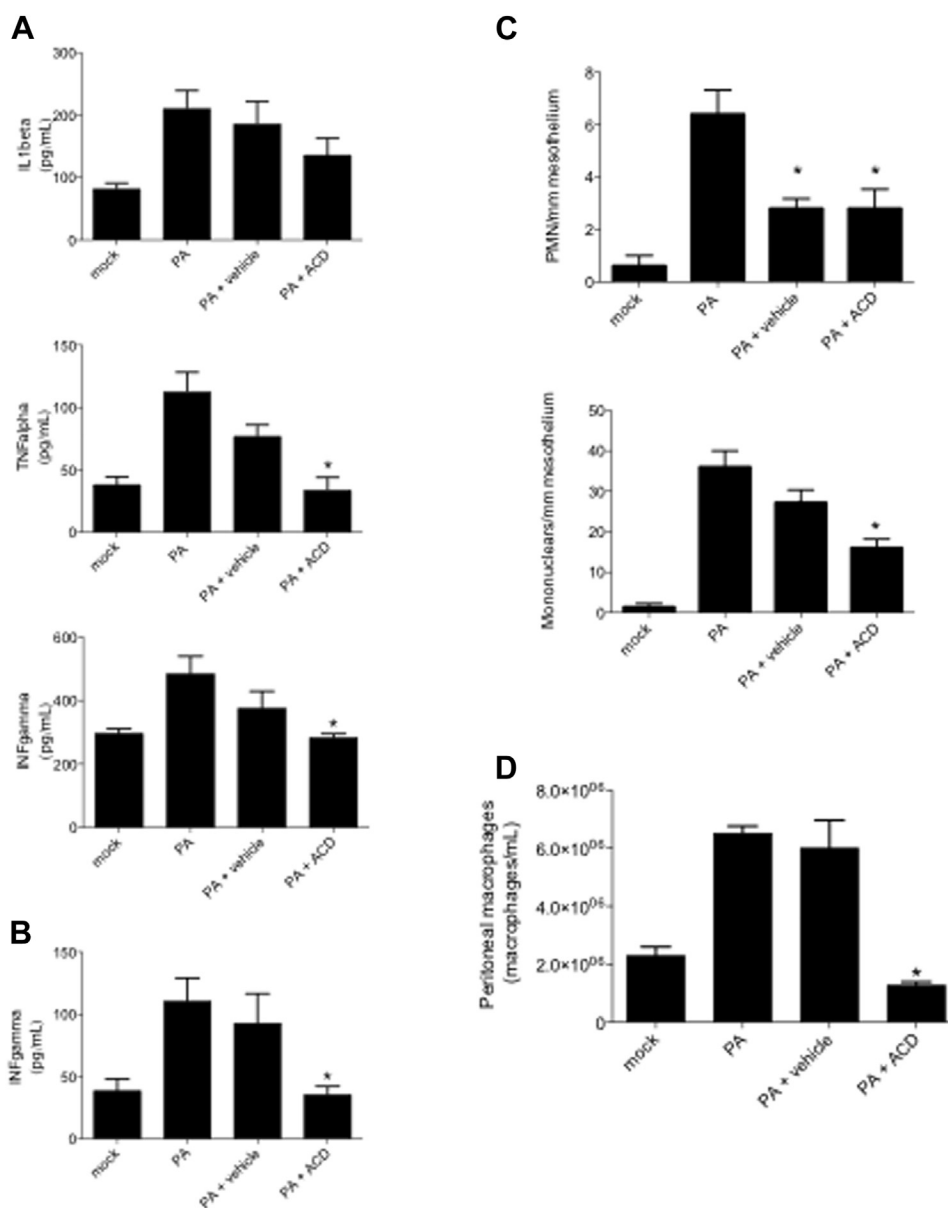 A
300
200
100
0
IL1beta
(pg/mL)
mock
PA
PA + vehicle
PA + ACD
150
100
50
0
TNFalpha
(pg/mL)
*
mock
PA
PA + vehicle
PA + ACD
600
400
200
0
INFgamma
(pg/mL)
*
mock
PA
PA + vehicle
PA + ACD
B
150
100
50
0
INFgamma
(pg/mL)
*
mock
PA
PA + vehicle
PA + ACD
C
8
6
4
2
0
PMN/mm mesothelium
* *
mock
PA
PA + vehicle
PA + ACD
50
40
30
20
10
0
Mononuclears/mm mesothelium
*
mock
PA
PA + vehicle
PA + ACD
D
8.0×10⁰⁶
6.0×10⁰⁶
4.0×10⁰⁶
2.0×10⁰⁶
0
Peritoneal macrophages
(macrophages/mL)
*
mock
PA
PA + vehicle
PA + ACD